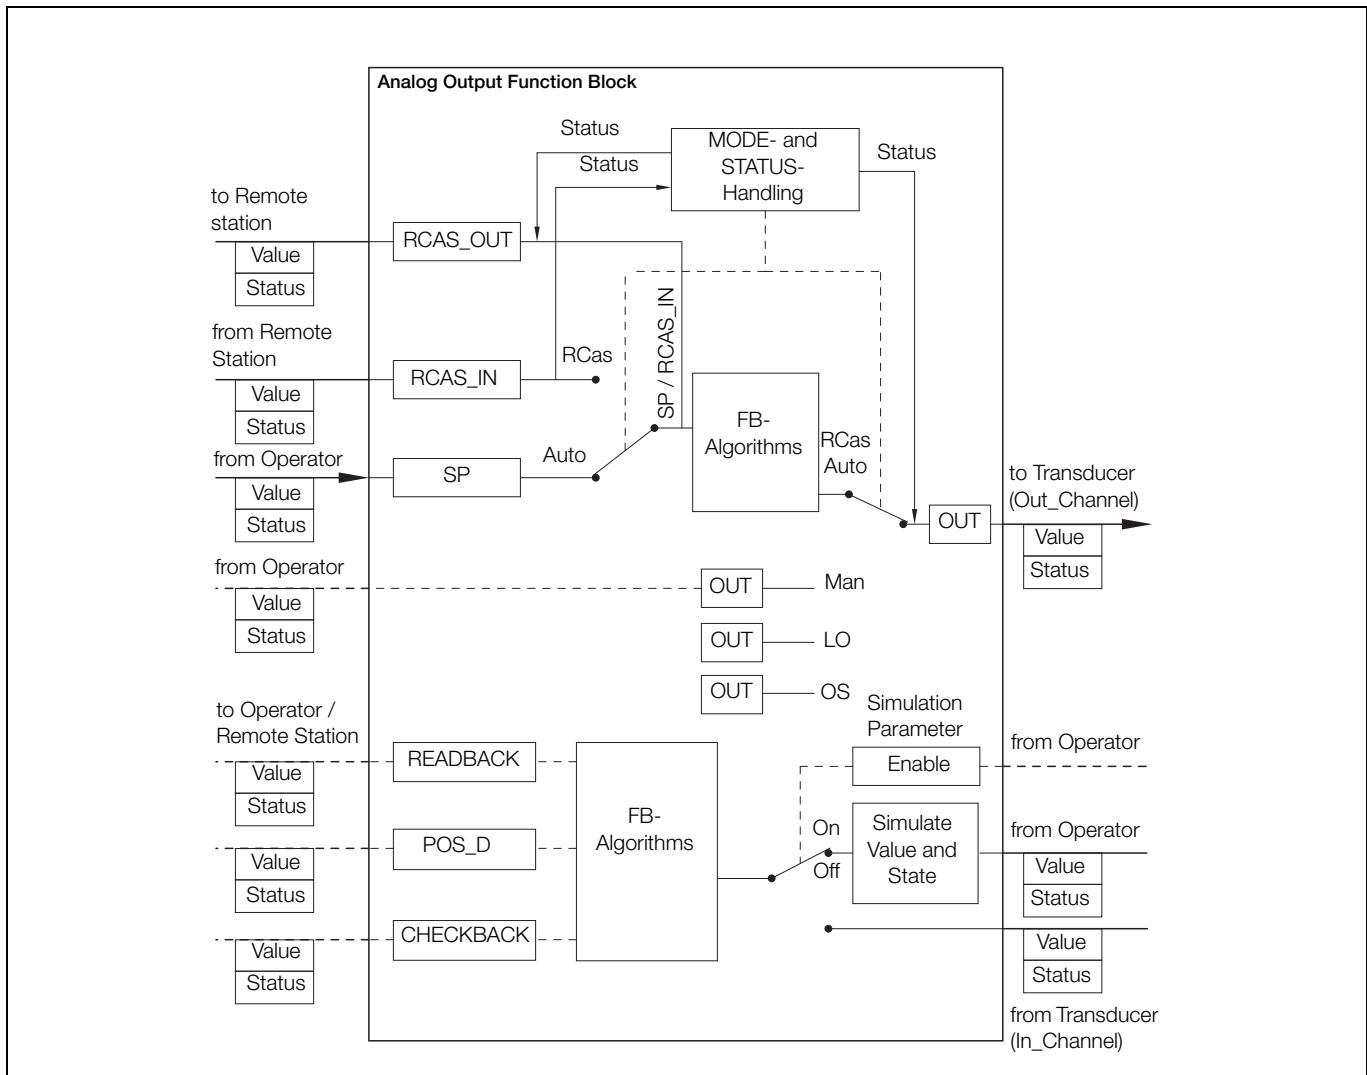 Analog Output Function Block
Status
Status
MODE- and
STATUS-
Handling
Status
to Remote
station
RCAS_OUT
Value
Status
SP / RCAS_IN
from Remote
Station
RCAS_IN
RCas
Value
Status
FB-
Algorithms
RCas
Auto
from Operator
SP
Auto
Value
Status
to Transducer
(Out_Channel)
OUT
Value
Status
from Operator
Value
Status
OUT
Man
OUT
LO
OUT
OS
to Operator /
Remote Station
READBACK
Value
Status
Simulation
Parameter
Enable
from Operator
FB-
Algorithms
POS_D
Value
Status
On
Off
Simulate
Value and
State
from Operator
Value
Status
CHECKBACK
Value
Status
Value
Status
from Transducer
(In_Channel)